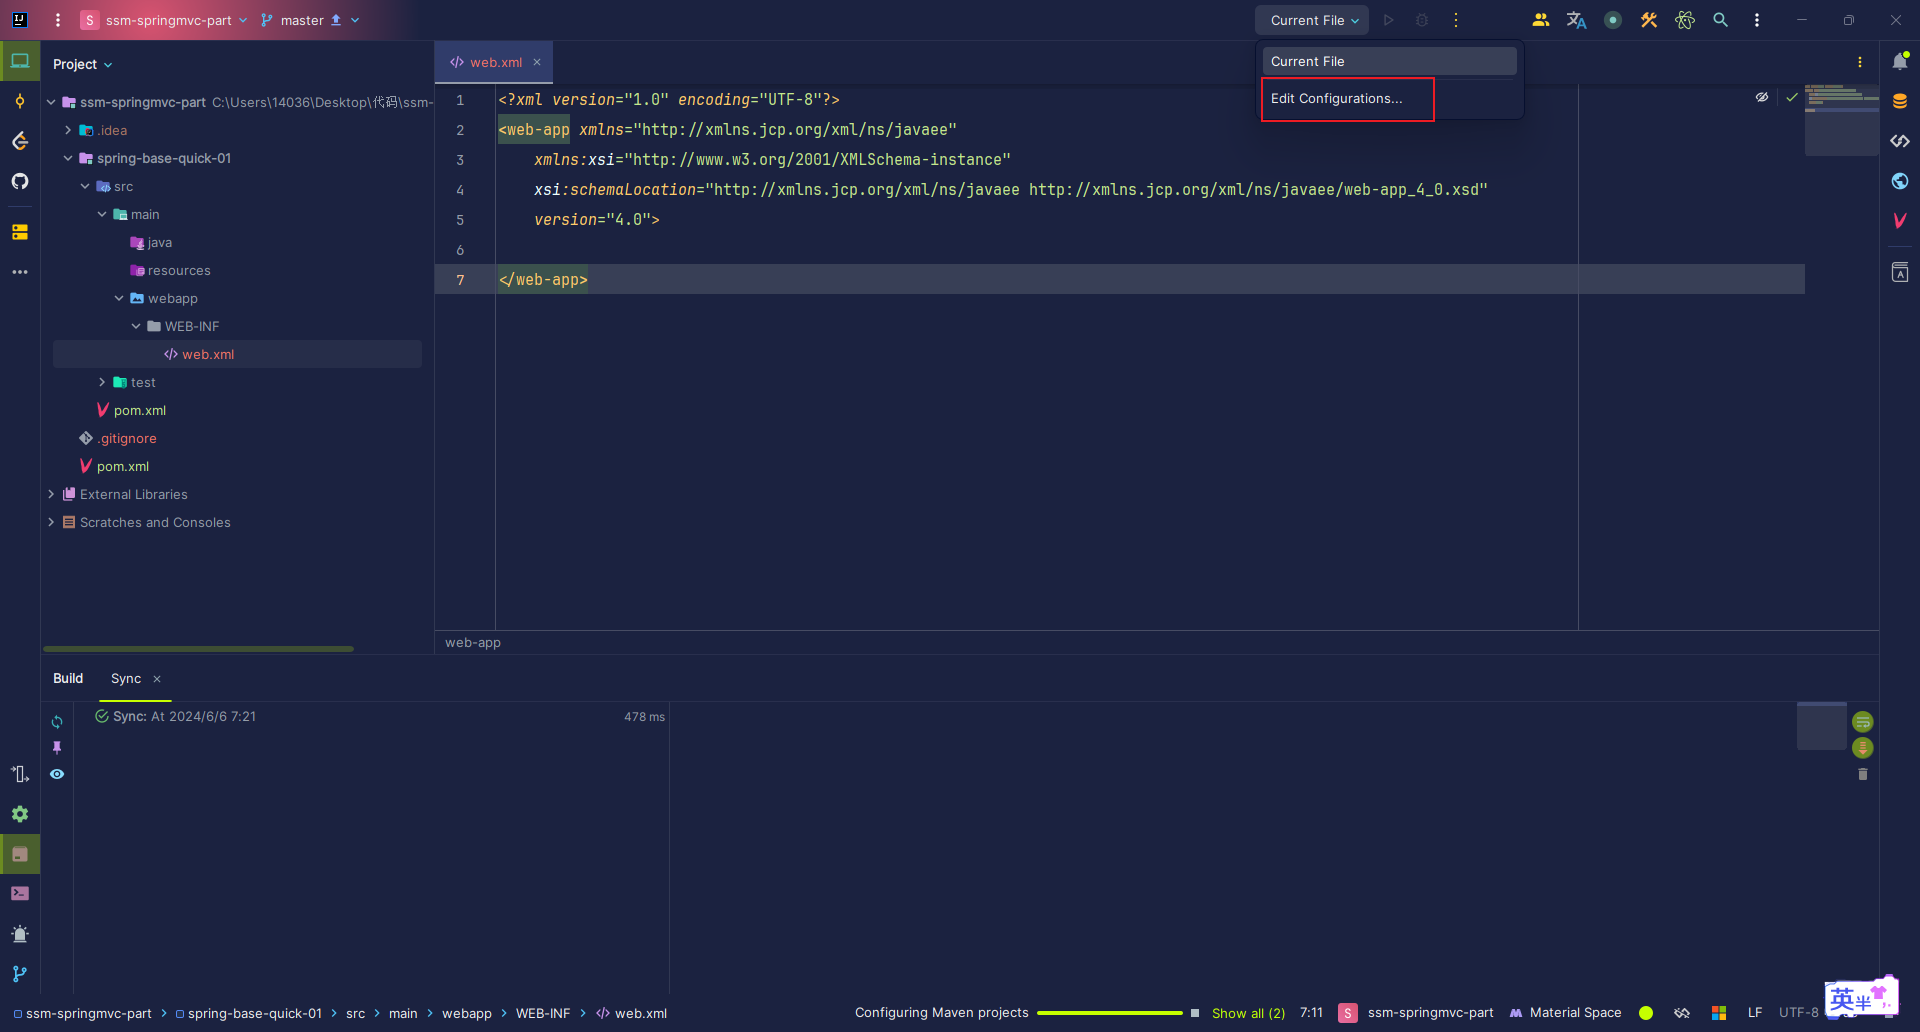 S ssm-springmvc-part master Current File
Project
web.xml
Current File
Edit Configurations...
ssm-springmvc-part C:\Users\14036\Desktop\代码\ssm-
.idea
spring-base-quick-01
src
main
java
resources
webapp
WEB-INF
web.xml
test
pom.xml
.gitignore
pom.xml
External Libraries
Scratches and Consoles
1 <?xml version="1.0" encoding="UTF-8"?>
2 <web-app xmlns="http://xmlns.jcp.org/xml/ns/javaee"
3 xmlns:xsi="http://www.w3.org/2001/XMLSchema-instance"
4 xsi:schemaLocation="http://xmlns.jcp.org/xml/ns/javaee http://xmlns.jcp.org/xml/ns/javaee/web-app_4_0.xsd"
5 version="4.0">
6
7 </web-app>
web-app
Build Sync
Sync: At 2024/6/6 7:21 478 ms
英半
ssm-springmvc-part > spring-base-quick-01 > src > main > webapp > WEB-INF > web.xml Configuring Maven projects Show all (2) 7:11 S ssm-springmvc-part Material Space LF UTF-8